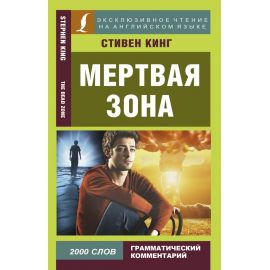 ЭКСКЛЮЗИВНОЕ ЧТЕНИЕ
НА АНГЛИЙСКОМ ЯЗЫКЕ
СТИВЕН КИНГ
МЕРТВАЯ
ЗОНА
2000 СЛОВ
ГРАММАТИЧЕСКИЙ
КОММЕНТАРИЙ
STEPHEN KING
THE DEAD ZONE